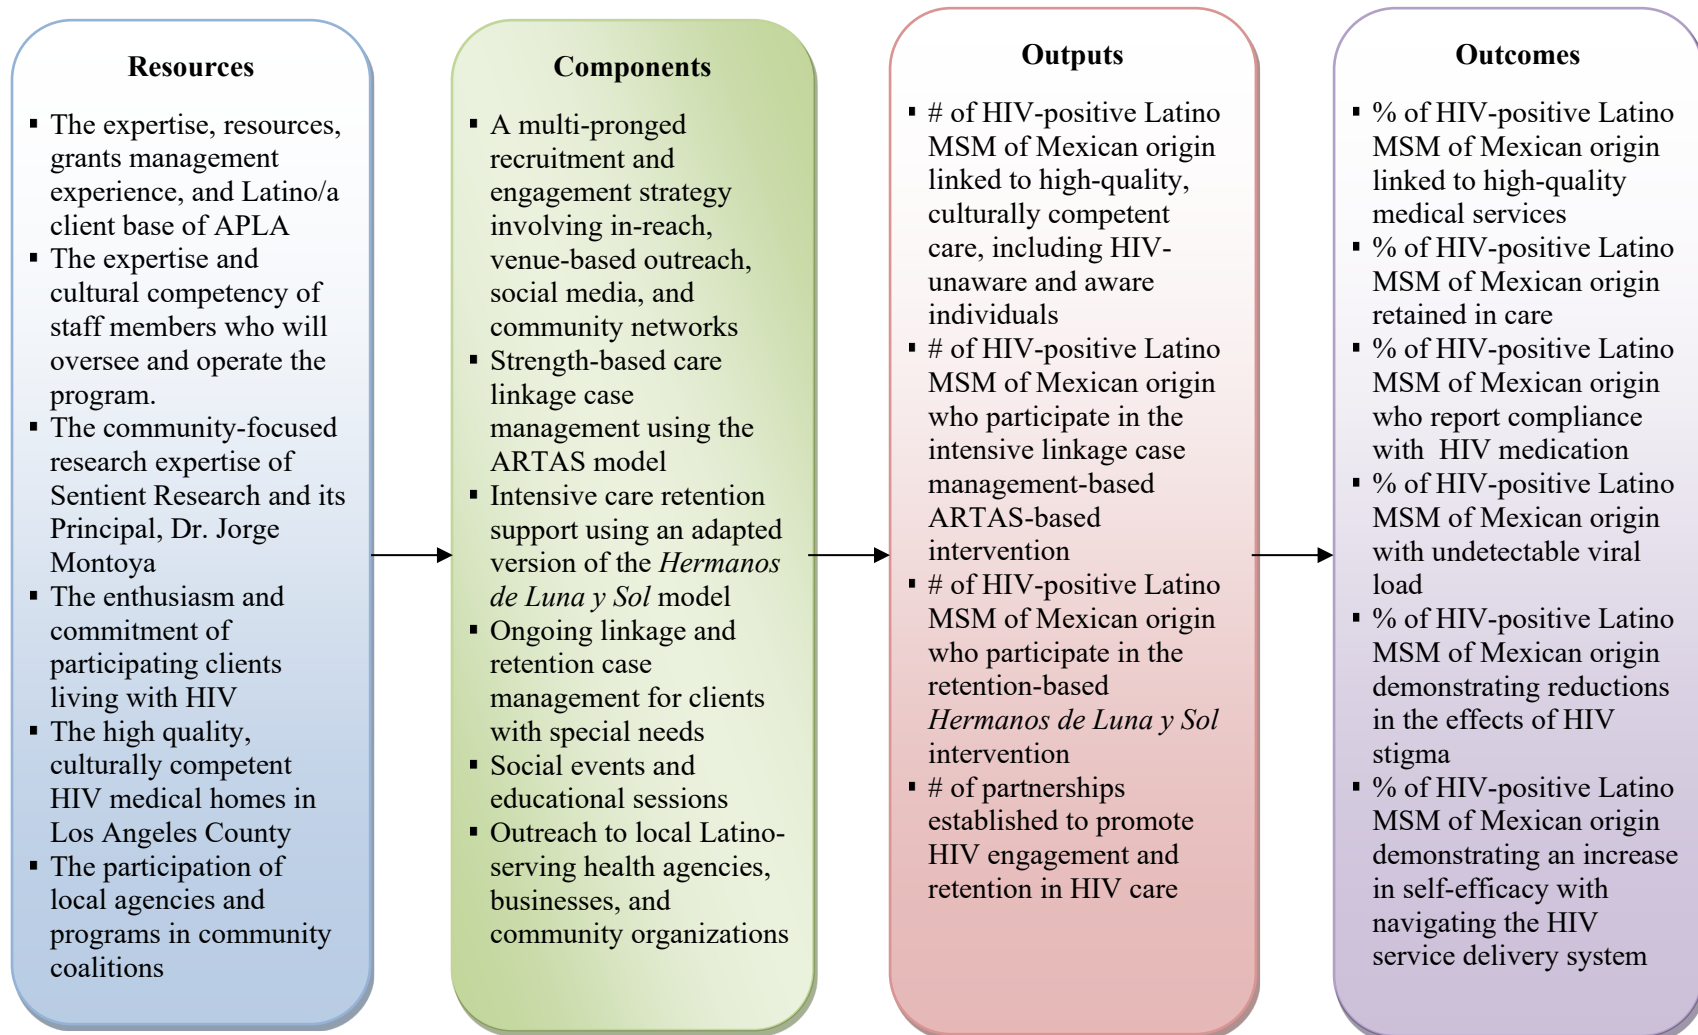 Resources
▪ The expertise, resources,
grants management
experience, and Latino/a
client base of APLA
▪ The expertise and
cultural competency of
staff members who will
oversee and operate the
program.
▪ The community-focused
research expertise of
Sentient Research and its
Principal, Dr. Jorge
Montoya
▪ The enthusiasm and
commitment of
participating clients
living with HIV
▪ The high quality,
culturally competent
HIV medical homes in
Los Angeles County
▪ The participation of
local agencies and
programs in community
coalitions
Components
▪ A multi-pronged
recruitment and
engagement strategy
involving in-reach,
venue-based outreach,
social media, and
community networks
▪ Strength-based care
linkage case
management using the
ARTAS model
▪ Intensive care retention
support using an adapted
version of the Hermanos
de Luna y Sol model
▪ Ongoing linkage and
retention case
management for clients
with special needs
▪ Social events and
educational sessions
▪ Outreach to local Latino-
serving health agencies,
businesses, and
community organizations
Outputs
▪ # of HIV-positive Latino
MSM of Mexican origin
linked to high-quality,
culturally competent
care, including HIV-
unaware and aware
individuals
▪ # of HIV-positive Latino
MSM of Mexican origin
who participate in the
intensive linkage case
management-based
ARTAS-based
intervention
▪ # of HIV-positive Latino
MSM of Mexican origin
who participate in the
retention-based
Hermanos de Luna y Sol
intervention
▪ # of partnerships
established to promote
HIV engagement and
retention in HIV care
Outcomes
▪ % of HIV-positive Latino
MSM of Mexican origin
linked to high-quality
medical services
▪ % of HIV-positive Latino
MSM of Mexican origin
retained in care
▪ % of HIV-positive Latino
MSM of Mexican origin
who report compliance
with HIV medication
▪ % of HIV-positive Latino
MSM of Mexican origin
with undetectable viral
load
▪ % of HIV-positive Latino
MSM of Mexican origin
demonstrating reductions
in the effects of HIV
stigma
▪ % of HIV-positive Latino
MSM of Mexican origin
demonstrating an increase
in self-efficacy with
navigating the HIV
service delivery system